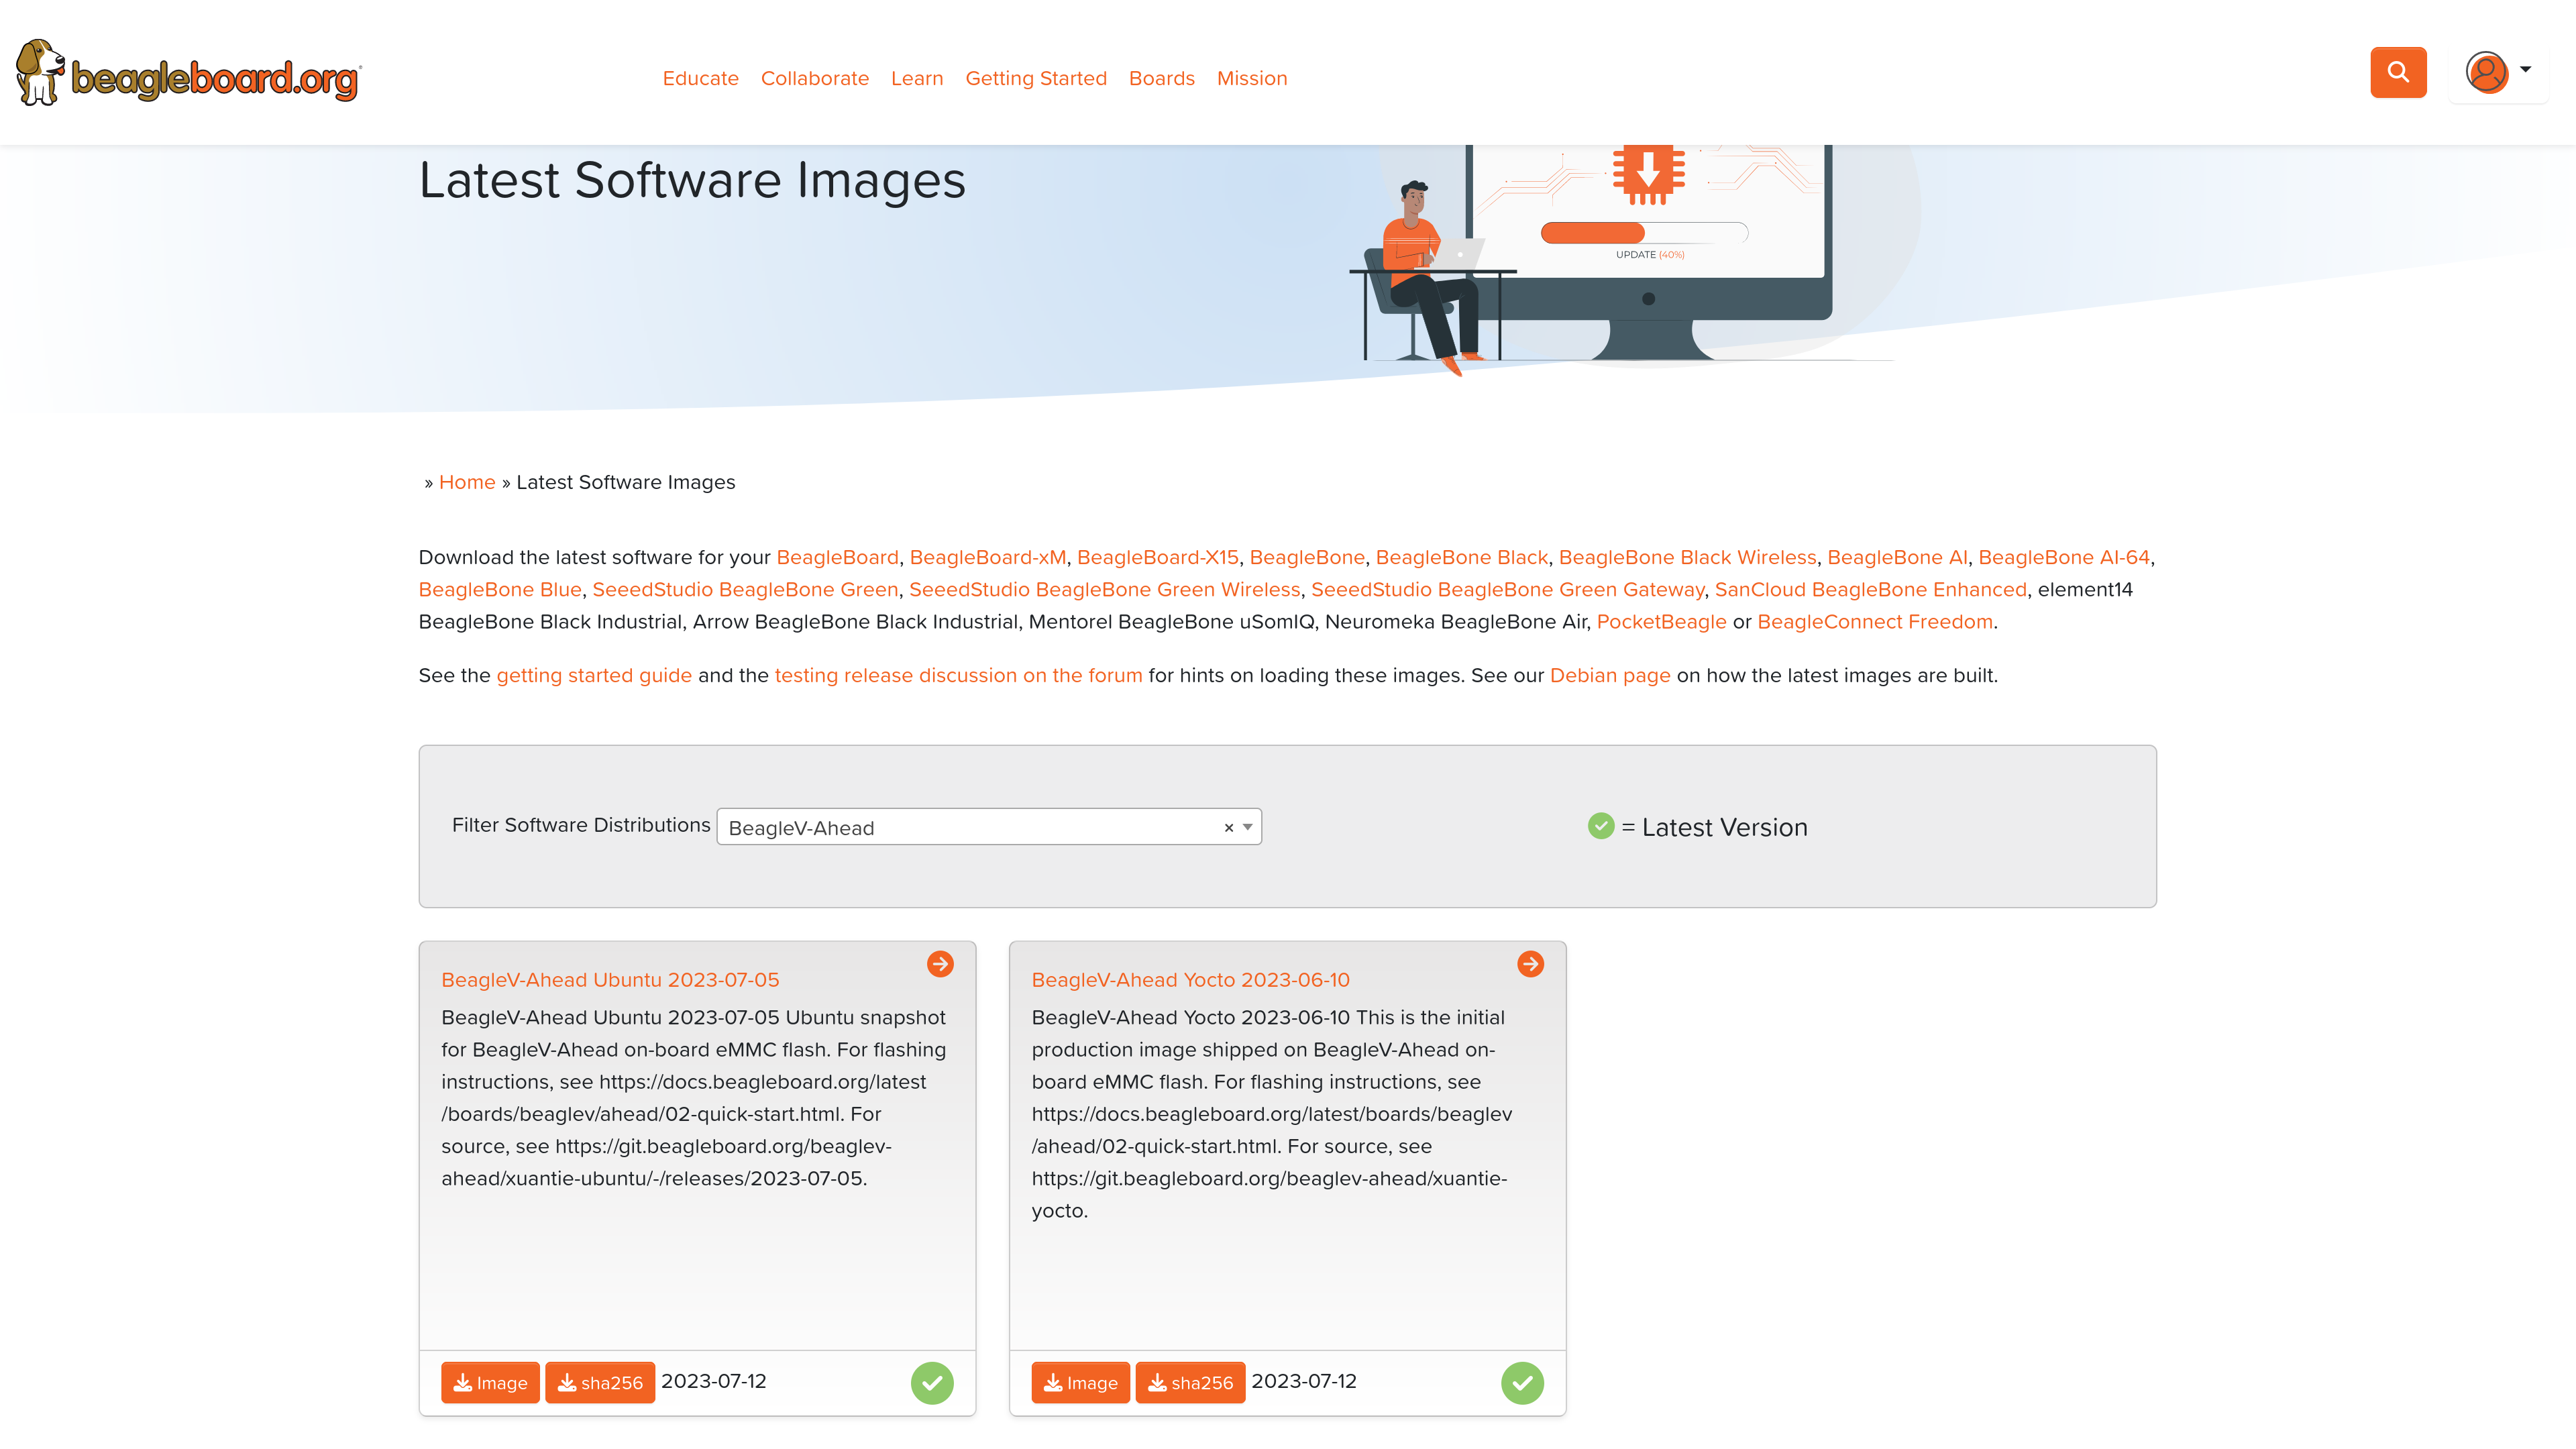 beagleboard.org
Educate Collaborate Learn Getting Started Boards Mission
Latest Software Images
UPDATE (40%)
» Home » Latest Software Images
Download the latest software for your BeagleBoard, BeagleBoard-xM, BeagleBoard-X15, BeagleBone, BeagleBone Black, BeagleBone Black Wireless, BeagleBone AI, BeagleBone AI-64,
BeagleBone Blue, SeeedStudio BeagleBone Green, SeeedStudio BeagleBone Green Wireless, SeeedStudio BeagleBone Green Gateway, SanCloud BeagleBone Enhanced, element14
BeagleBone Black Industrial, Arrow BeagleBone Black Industrial, Mentorel BeagleBone uSomIQ, Neuromeka BeagleBone Air, PocketBeagle or BeagleConnect Freedom.
See the getting started guide and the testing release discussion on the forum for hints on loading these images. See our Debian page on how the latest images are built.
Filter Software Distributions BeagleV-Ahead ×
= Latest Version
BeagleV-Ahead Ubuntu 2023-07-05
BeagleV-Ahead Ubuntu 2023-07-05 Ubuntu snapshot
for BeagleV-Ahead on-board eMMC flash. For flashing
instructions, see https://docs.beagleboard.org/latest
/boards/beaglev/ahead/02-quick-start.html. For
source, see https://git.beagleboard.org/beaglev-
ahead/xuantie-ubuntu/-/releases/2023-07-05.
Image sha256 2023-07-12
BeagleV-Ahead Yocto 2023-06-10
BeagleV-Ahead Yocto 2023-06-10 This is the initial
production image shipped on BeagleV-Ahead on-
board eMMC flash. For flashing instructions, see
https://docs.beagleboard.org/latest/boards/beaglev
/ahead/02-quick-start.html. For source, see
https://git.beagleboard.org/beaglev-ahead/xuantie-
yocto.
Image sha256 2023-07-12